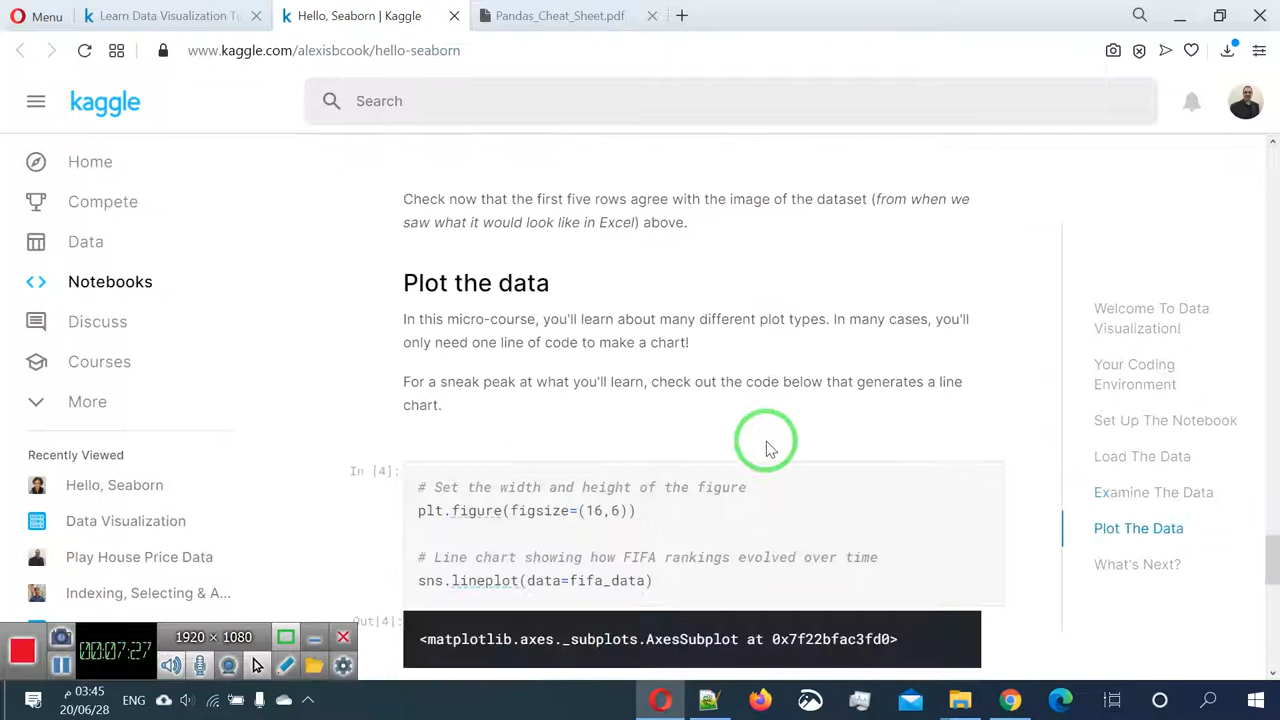 Menu
Learn Data Visualization T
Hello, Seaborn | Kaggle
Pandas_Cheat_Sheet.pdf
www.kaggle.com/alexisbcook/hello-seaborn
kaggle
Search
Home
Compete
Data
Notebooks
Discuss
Courses
More
Recently Viewed
Hello, Seaborn
Data Visualization
Play House Price Data
Indexing, Selecting & A...
Check now that the first five rows agree with the image of the dataset (from when we
saw what it would look like in Excel) above.
Plot the data
In this micro-course, you'll learn about many different plot types. In many cases, you'll
only need one line of code to make a chart!
For a sneak peak at what you'll learn, check out the code below that generates a line
chart.
In [4]:
# Set the width and height of the figure
plt.figure(figsize=(16,6))
# Line chart showing how FIFA rankings evolved over time
sns.lineplot(data=fifa_data)
Out[4]:
<matplotlib.axes._subplots.AxesSubplot at 0x7f22bfac3fd0>
Welcome To Data
Visualization!
Your Coding
Environment
Set Up The Notebook
Load The Data
Examine The Data
Plot The Data
What's Next?
00:07:27
1920 × 1080
03:45 م
20/06/28
ENG